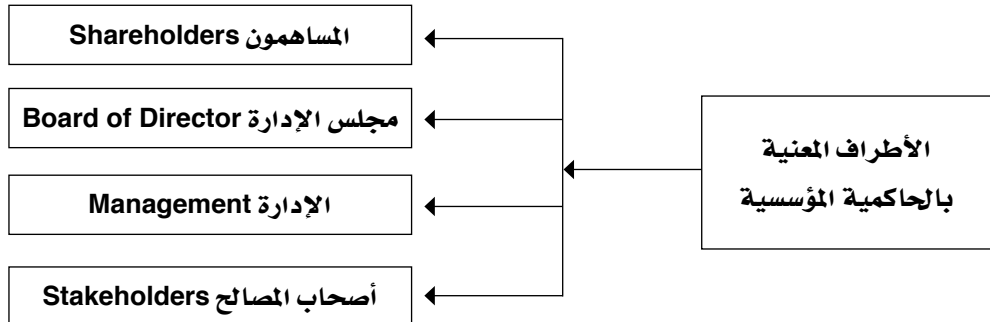 الأطراف المعنية
بالحاكمية المؤسسية
المساهمون Shareholders
مجلس الإدارة Board of Director
الإدارة Management
أصحاب المصالح Stakeholders